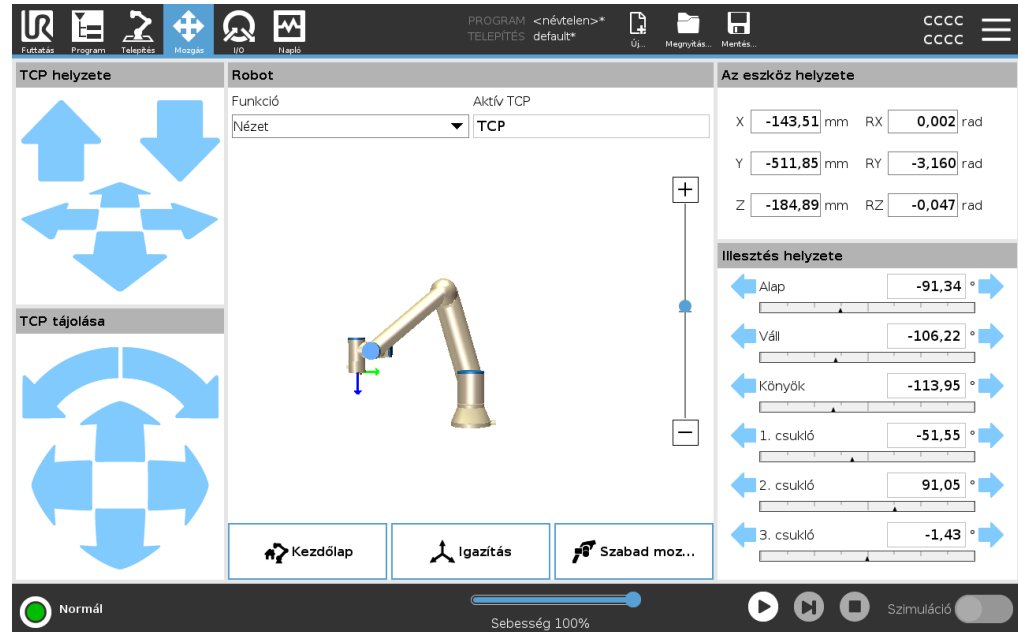 UR
PROGRAM <névtelen>*
TELEPÍTÉS default*
CCCC
CCCC
Futtatás Program Telepítés Mozgás I/O Napló Új... Megnyitás... Mentés...
TCP helyzete
Robot
Az eszköz helyzete
Funkció
Aktív TCP
Nézet
TCP
X -143,51 mm RX 0,002 rad
Y -511,85 mm RY -3,160 rad
Z -184,89 mm RZ -0,047 rad
+
−
Illesztés helyzete
Alap -91,34 °
Váll -106,22 °
Könyök -113,95 °
1. csukló -51,55 °
2. csukló 91,05 °
3. csukló -1,43 °
TCP tájolása
Kezdőlap
Igazítás
Szabad moz...
Normál
Sebesség 100%
Szimuláció